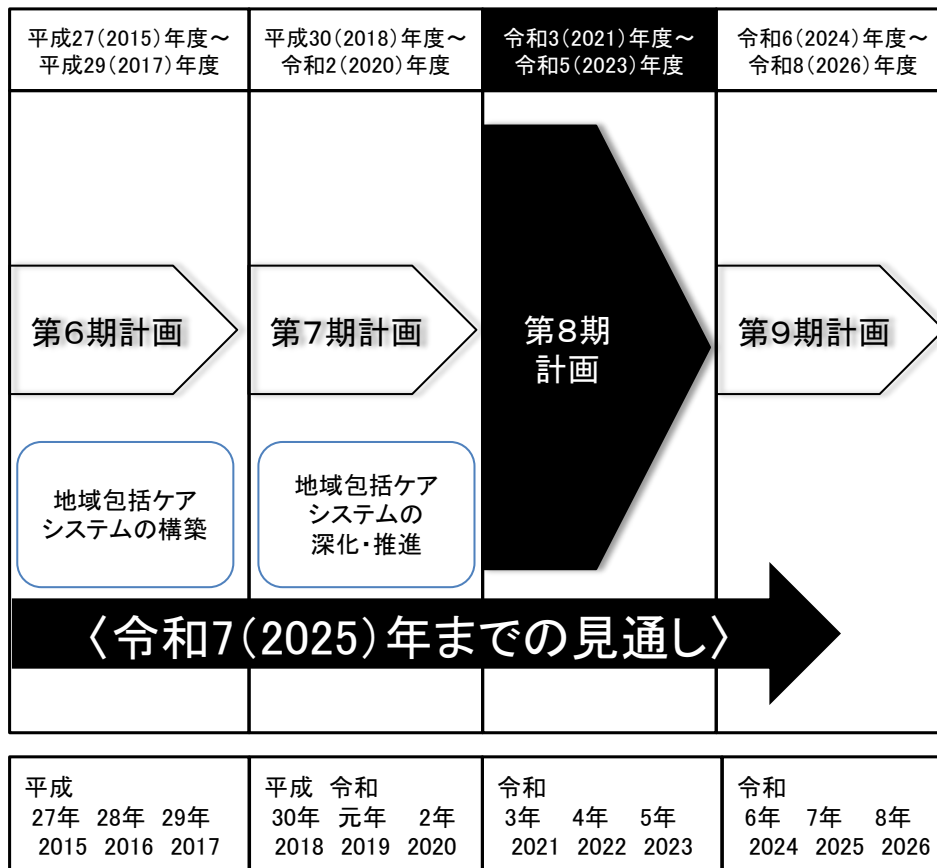 平成27(2015)年度～
平成29(2017)年度
平成30(2018)年度～
令和2(2020)年度
令和3(2021)年度～
令和5(2023)年度
令和6(2024)年度～
令和8(2026)年度
第6期計画
第7期計画
第8期
計画
第9期計画
地域包括ケア
システムの構築
地域包括ケア
システムの
深化・推進
〈令和7(2025)年までの見通し〉
平成
27年 28年 29年
2015 2016 2017
平成 令和
30年 元年 2年
2018 2019 2020
令和
3年 4年 5年
2021 2022 2023
令和
6年 7年 8年
2024 2025 2026